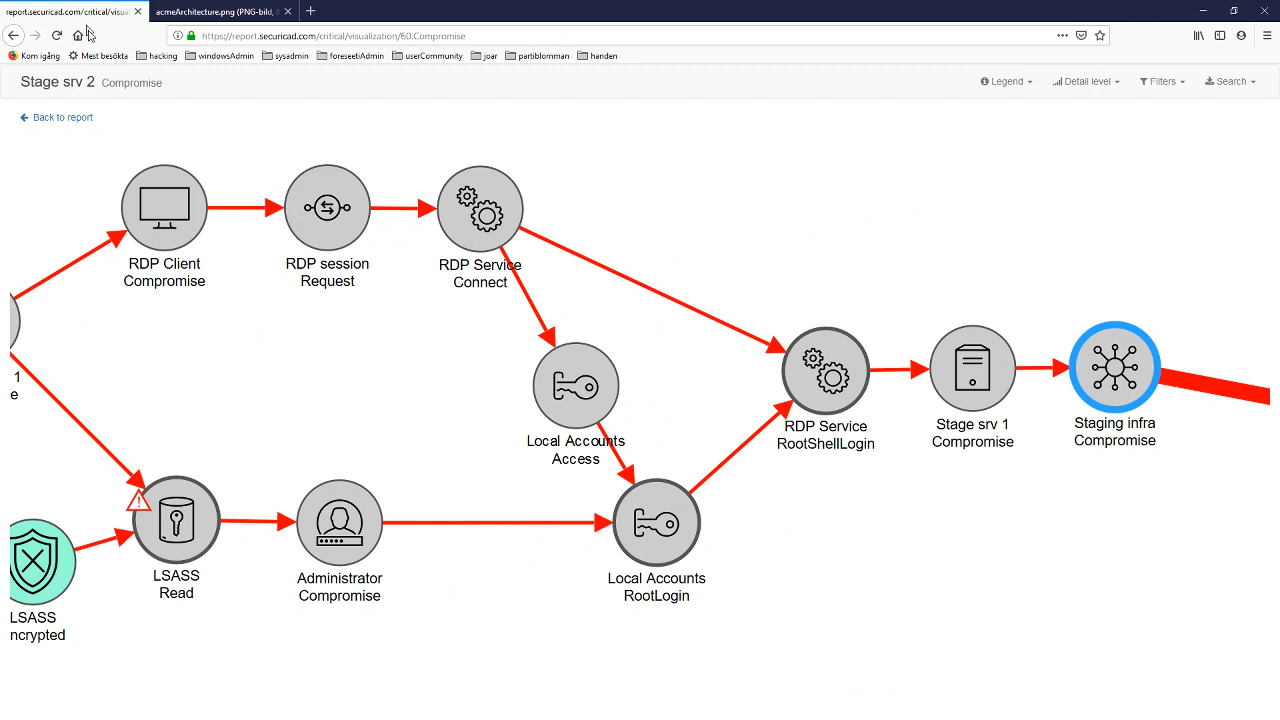 report.securicad.com/critical/visu
acmeArchitecture.png (PNG-bild,
https://report.securicad.com/critical/visualization/60.Compromise
Kom igång
Mest besökta
hacking
windowsAdmin
sysadmin
foreseetiAdmin
userCommunity
joar
partiblomman
handen
Stage srv 2 Compromise
Legend
Detail level
Filters
Search
Back to report
RDP Client
Compromise
RDP session
Request
RDP Service
Connect
1
e
Local Accounts
Access
RDP Service
RootShellLogin
Stage srv 1
Compromise
Staging infra
Compromise
LSASS
Read
Administrator
Compromise
Local Accounts
RootLogin
LSASS
ncrypted